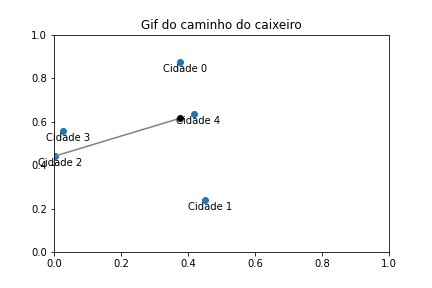 Gif do caminho do caixeiro
1.0
Cidade 0
0.8
0.6
Cidade 4
Cidade 3
0.4
Cidade 2
Cidade 1
0.2
0.0
0.0 0.2 0.4 0.6 0.8 1.0